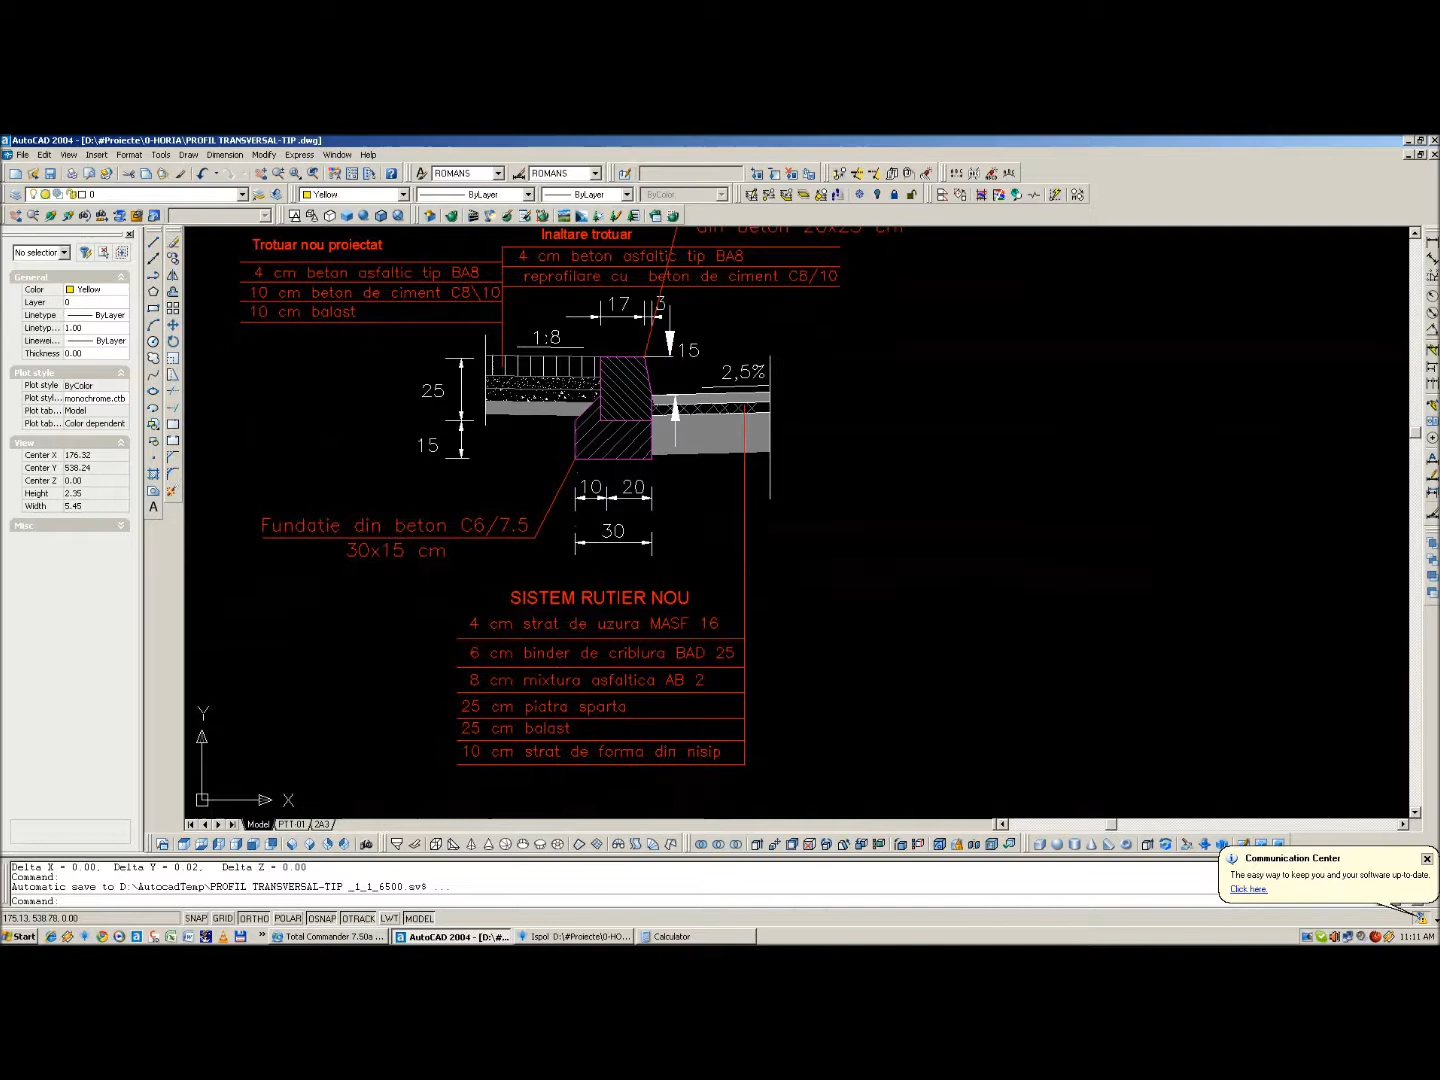 AutoCAD 2004 - [D:\#Proiecte\0-HORIA\PROFIL TRANSVERSAL-TIP .dwg]
File Edit View Insert Format Tools Draw Dimension Modify Express Window Help
ROMANS ROMANS
0 Yellow ByLayer ByLayer ByColor
No selection
General
Color Yellow
Layer 0
Linetype ByLayer
Linetyp... 1.00
Linewei... ByLayer
Thickness 0.00
Plot style
Plot style ByColor
Plot styl... monochrome.ctb
Plot tab... Model
Plot tab... Color dependent
View
Center X 176.32
Center Y 538.24
Center Z 0.00
Height 2.35
Width 5.45
Misc
din beton 20x25 cm
Inaltare trotuar
Trotuar nou proiectat
4 cm beton asfaltic tip BA8
reprofilare cu beton de ciment C8/10
4 cm beton asfaltic tip BA8
10 cm beton de ciment C8\10
10 balast
17 3
1:8
15
2,5%
25
15
10 20
30
Fundatie din beton C6/7.5
30x15 cm
SISTEM RUTIER NOU
4 cm strat de uzura MASF 16
6 cm binder de criblura BAD 25
8 cm mixtura asfaltica AB 2
25 cm piatra sparta
25 cm balast
10 cm strat de forma din nisip
Y
X
Model PTT-01 2A3
Delta X = 0.00, Delta Y = 0.02, Delta Z = 0.00
Command:
Automatic save to D:\AutocadTemp\PROFIL TRANSVERSAL-TIP _1_1_6500.sv$ ...
Command:
Communication Center
The easy way to keep you and your software up-to-date.
Click here.
175.13, 538.78, 0.00 SNAP GRID ORTHO POLAR OSNAP OTRACK LWT MODEL
Start Total Commander 7.50a ... AutoCAD 2004 - [D:\#... Ispol D:\#Proiecte\0-HO... Calculator 11:11 AM